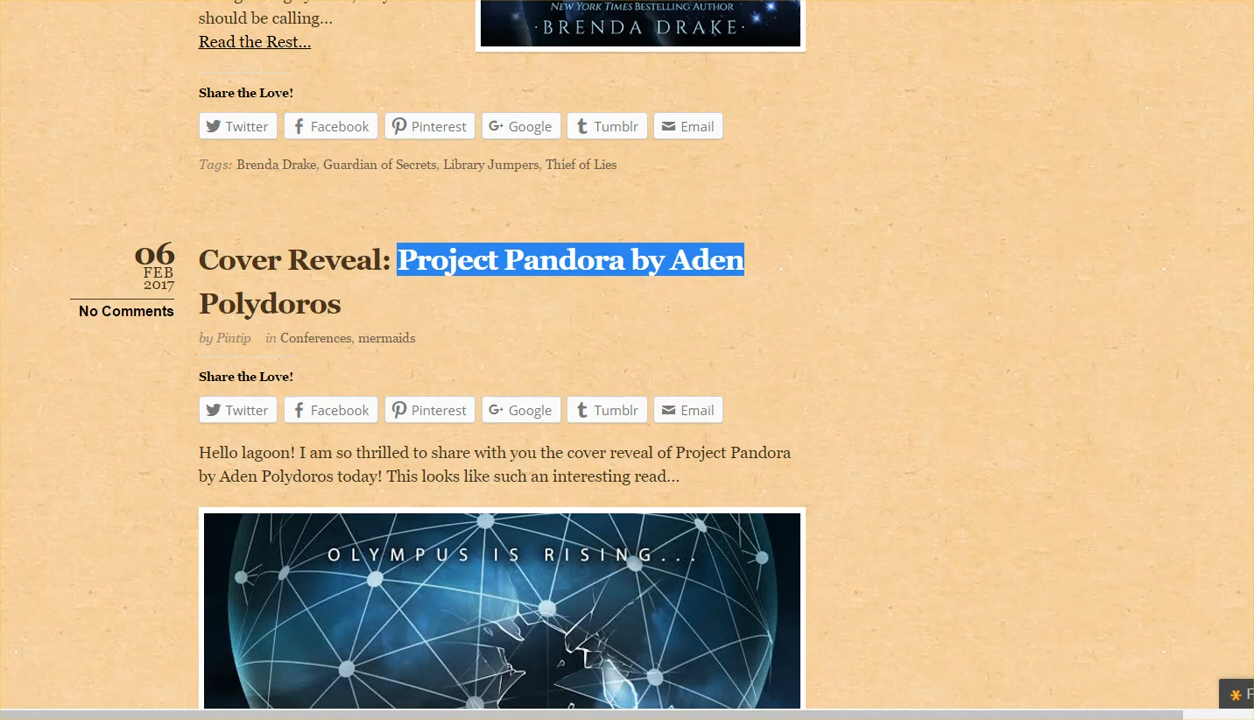 should be calling...
Read the Rest...
NEW YORK TIMES BESTSELLING AUTHOR
·BRENDA DRAKE·
Share the Love!
Twitter Facebook Pinterest Google Tumblr Email
Tags: Brenda Drake, Guardian of Secrets, Library Jumpers, Thief of Lies
06
FEB
2017
No Comments
Cover Reveal: Project Pandora by Aden
Polydoros
by Pintip in Conferences, mermaids
Share the Love!
Twitter Facebook Pinterest Google Tumblr Email
Hello lagoon! I am so thrilled to share with you the cover reveal of Project Pandora
by Aden Polydoros today! This looks like such an interesting read...
OLYMPUS IS RISING...
F